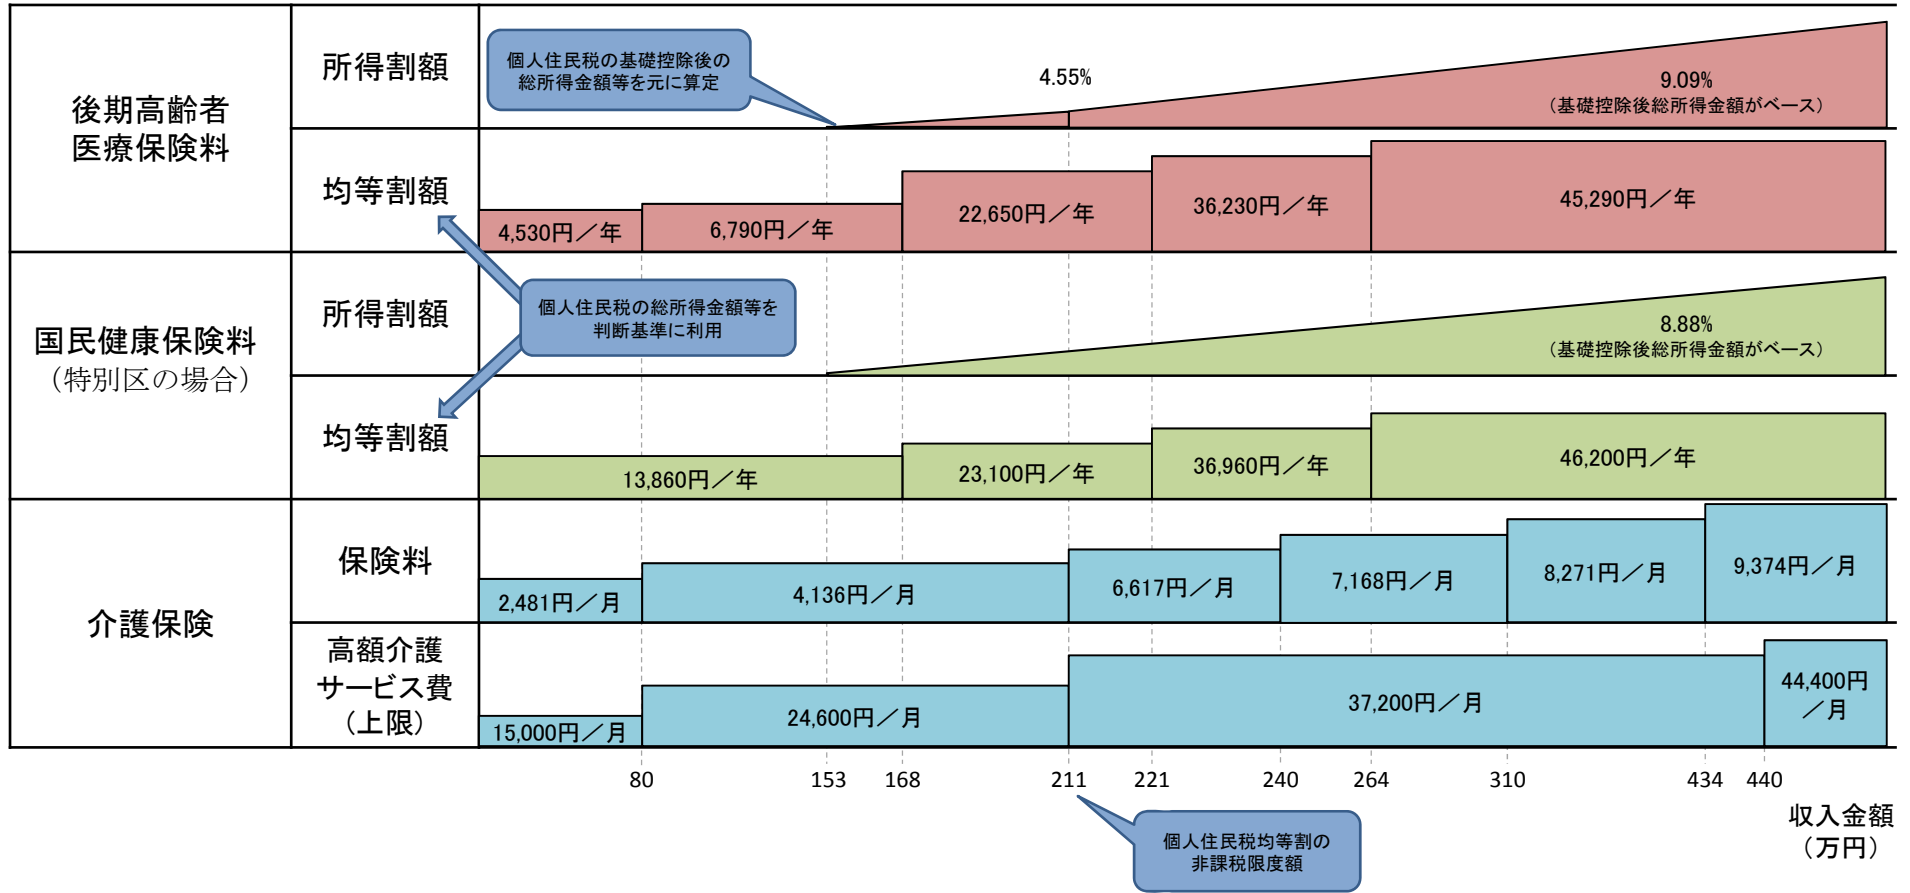 後期高齢者
医療保険料
所得割額
個人住民税の基礎控除後の
総所得金額等を元に算定
4.55%
9.09%
（基礎控除後総所得金額がベース）
均等割額
4,530円／年
6,790円／年
22,650円／年
36,230円／年
45,290円／年
国民健康保険料
（特別区の場合）
所得割額
個人住民税の総所得金額等を
判断基準に利用
8.88%
（基礎控除後総所得金額がベース）
均等割額
13,860円／年
23,100円／年
36,960円／年
46,200円／年
介護保険
保険料
2,481円／月
4,136円／月
6,617円／月
7,168円／月
8,271円／月
9,374円／月
高額介護
サービス費
（上限）
15,000円／月
24,600円／月
37,200円／月
44,400円
／月
80
153
168
211
221
240
264
310
434
440
収入金額
（万円）
個人住民税均等割の
非課税限度額